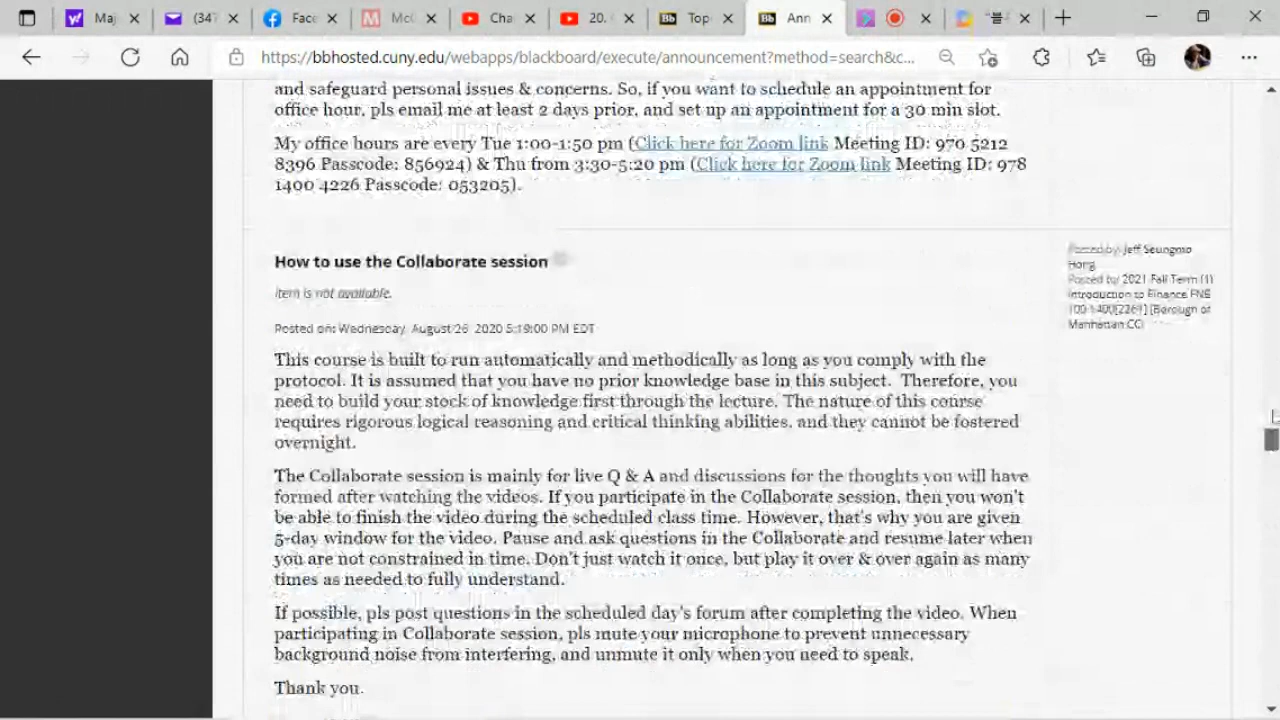 Maj
(347
Face
Mc
Cha
20.
Bb Top
Bb Ann
https://bbhosted.cuny.edu/webapps/blackboard/execute/announcement?method=search&c...
and safeguard personal issues & concerns. So, if you want to schedule an appointment for
office hour, pls email me at least 2 days prior, and set up an appointment for a 30 min slot.
My office hours are every Tue 1:00-1:50 pm (Click here for Zoom link Meeting ID: 970 5212
8396 Passcode: 856924) & Thu from 3:30-5:20 pm (Click here for Zoom link Meeting ID: 978
1400 4226 Passcode: 053205).
How to use the Collaborate session
Item is not available.
Posted on: Wednesday, August 26, 2020 5:19:00 PM EDT
Posted by: Jeff Seungmo
Hong
Posted to: 2021 Fall Term (1)
Introduction to Finance FNB
100-1400[2261] (Borough of
Manhattan CC)
This course is built to run automatically and methodically as long as you comply with the
protocol. It is assumed that you have no prior knowledge base in this subject. Therefore, you
need to build your stock of knowledge first through the lecture. The nature of this course
requires rigorous logical reasoning and critical thinking abilities, and they cannot be fostered
overnight.
The Collaborate session is mainly for live Q & A and discussions for the thoughts you will have
formed after watching the videos. If you participate in the Collaborate session, then you won't
be able to finish the video during the scheduled class time. However, that's why you are given
5-day window for the video. Pause and ask questions in the Collaborate and resume later when
you are not constrained in time. Don't just watch it once, but play it over & over again as many
times as needed to fully understand.
If possible, pls post questions in the scheduled day's forum after completing the video. When
participating in Collaborate session, pls mute your microphone to prevent unnecessary
background noise from interfering, and unmute it only when you need to speak.
Thank you.